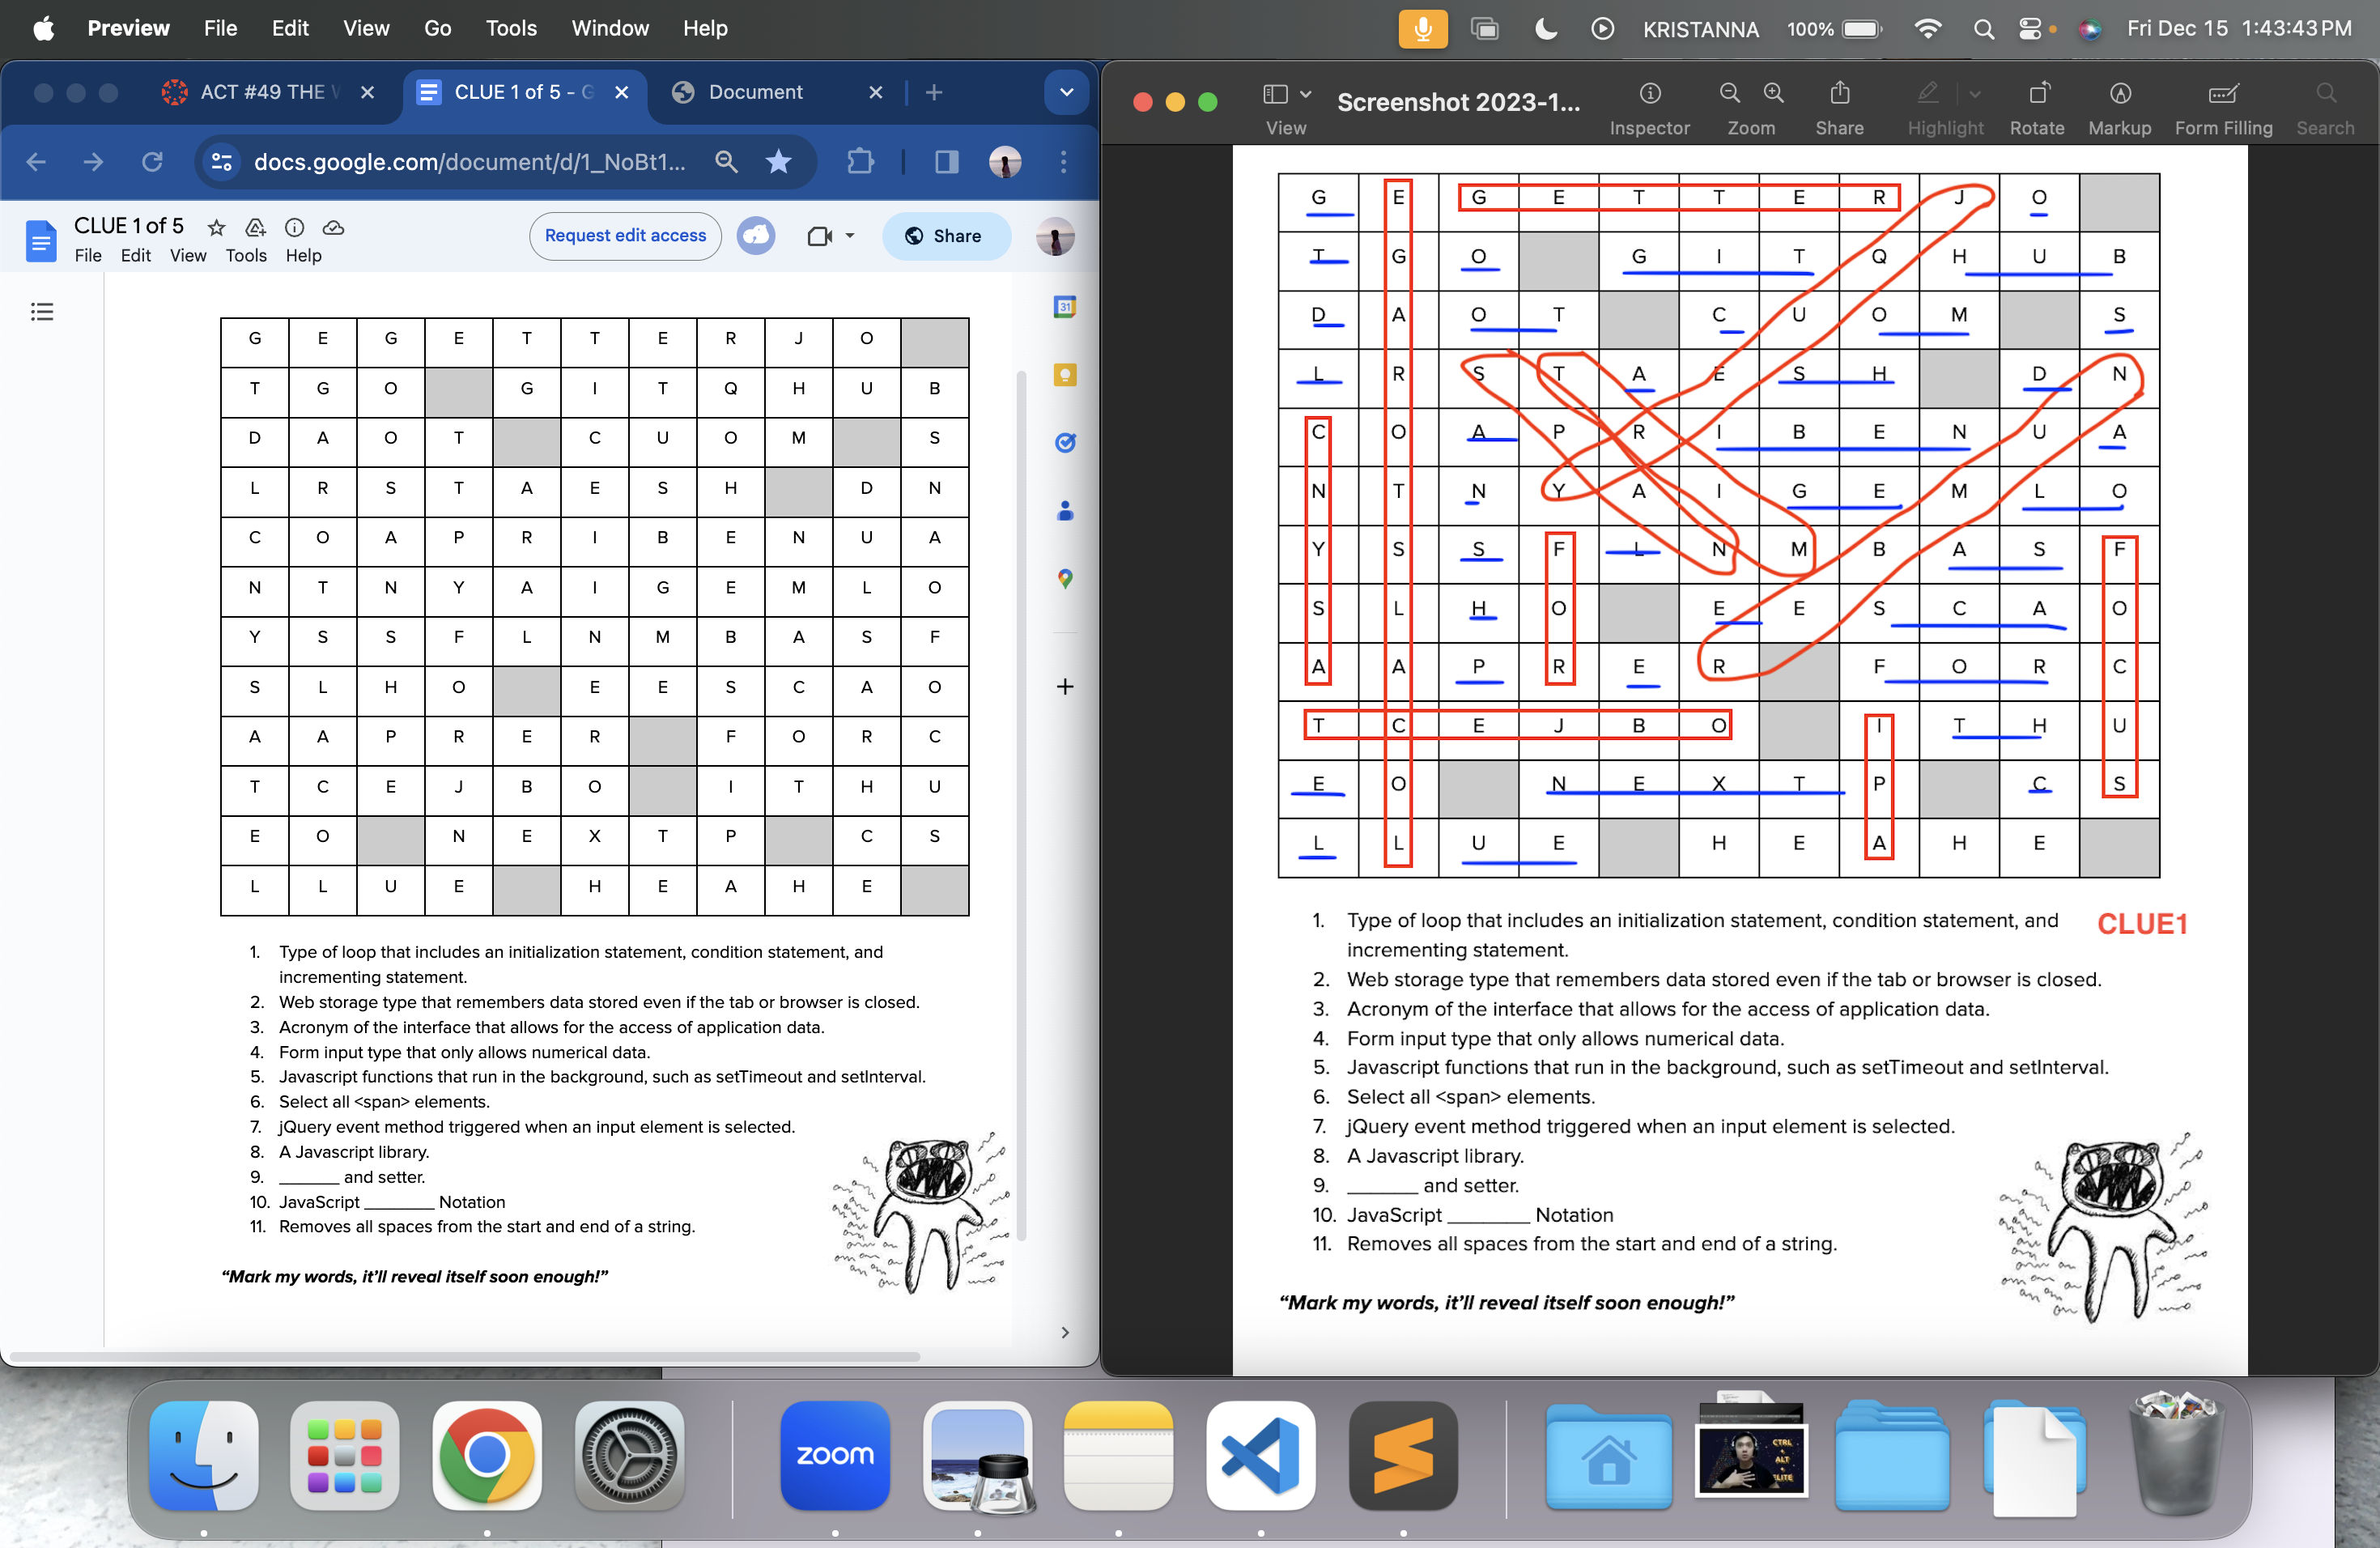 Preview File Edit View Go Tools Window Help KRISTANNA 100% Fri Dec 15 1:43:43 PM
ACT #49 THE CLUE 1 of 5 - G Document
docs.google.com/document/d/1_NoBt1...
CLUE 1 of 5
File Edit View Tools Help
Request edit access
Share
31
G E G E T T E R J O
T G O G I T Q H U B
D A O T C U O M S
L R S T A E S H D N
C O A P R I B E N U A
N T N Y A I G E M L O
Y S S F L N M B A S F
S L H O E E S C A O
A A P R E R F O R C
T C E J B O I T H U
E O N E X T P C S
L L U E H E A H E
1. Type of loop that includes an initialization statement, condition statement, and
incrementing statement.
2. Web storage type that remembers data stored even if the tab or browser is closed.
3. Acronym of the interface that allows for the access of application data.
4. Form input type that only allows numerical data.
5. Javascript functions that run in the background, such as setTimeout and setInterval.
6. Select all <span> elements.
7. jQuery event method triggered when an input element is selected.
8. A Javascript library.
9. _______ and setter.
10. JavaScript ________ Notation
11. Removes all spaces from the start and end of a string.
“Mark my words, it’ll reveal itself soon enough!”
Screenshot 2023-1...
View Inspector Zoom Share Highlight Rotate Markup Form Filling Search
G E G E T T E R J O
T G O G I T Q H U B
D A O T C U O M S
L R S T A E S H D N
C O A P R I B E N U A
N T N Y A I G E M L O
Y S S F L N M B A S F
S L H O E E S C A O
A A P R E R F O R C
T C E J B O I T H U
E O N E X T P C S
L L U E H E A H E
1. Type of loop that includes an initialization statement, condition statement, and
incrementing statement.
CLUE1
2. Web storage type that remembers data stored even if the tab or browser is closed.
3. Acronym of the interface that allows for the access of application data.
4. Form input type that only allows numerical data.
5. Javascript functions that run in the background, such as setTimeout and setInterval.
6. Select all <span> elements.
7. jQuery event method triggered when an input element is selected.
8. A Javascript library.
9. _______ and setter.
10. JavaScript ________ Notation
11. Removes all spaces from the start and end of a string.
“Mark my words, it’ll reveal itself soon enough!”
zoom
CTRL
+
ALT
+
ELITE